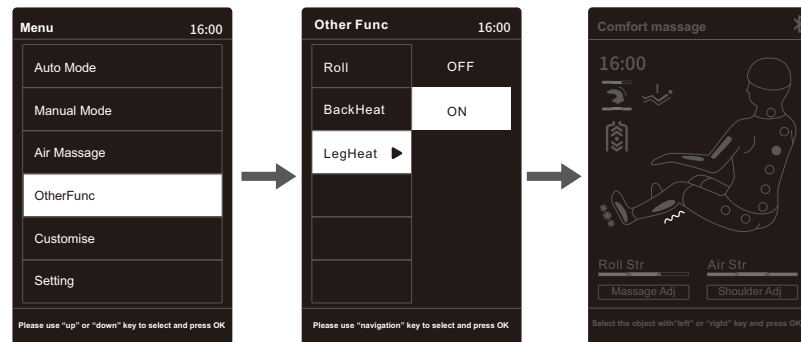 Menu 16:00
Auto Mode
Manual Mode
Air Massage
OtherFunc
Customise
Setting
Please use “up” or “down” key to select and press OK
Other Func 16:00
Roll OFF
BackHeat ON
LegHeat
Please use “navigation” key to select and press OK
Comfort massage
16:00
Roll Str Air Str
Massage Adj Shoulder Adj
Select the object with“left” or “right” key and press OK